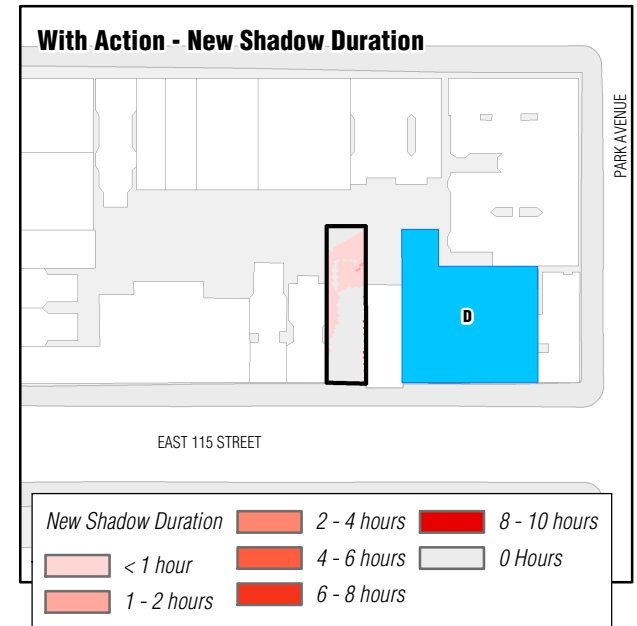 With Action - New Shadow Duration
PARK AVENUE
D
EAST 115 STREET
New Shadow Duration
< 1 hour
1 - 2 hours
2 - 4 hours
4 - 6 hours
6 - 8 hours
8 - 10 hours
0 Hours